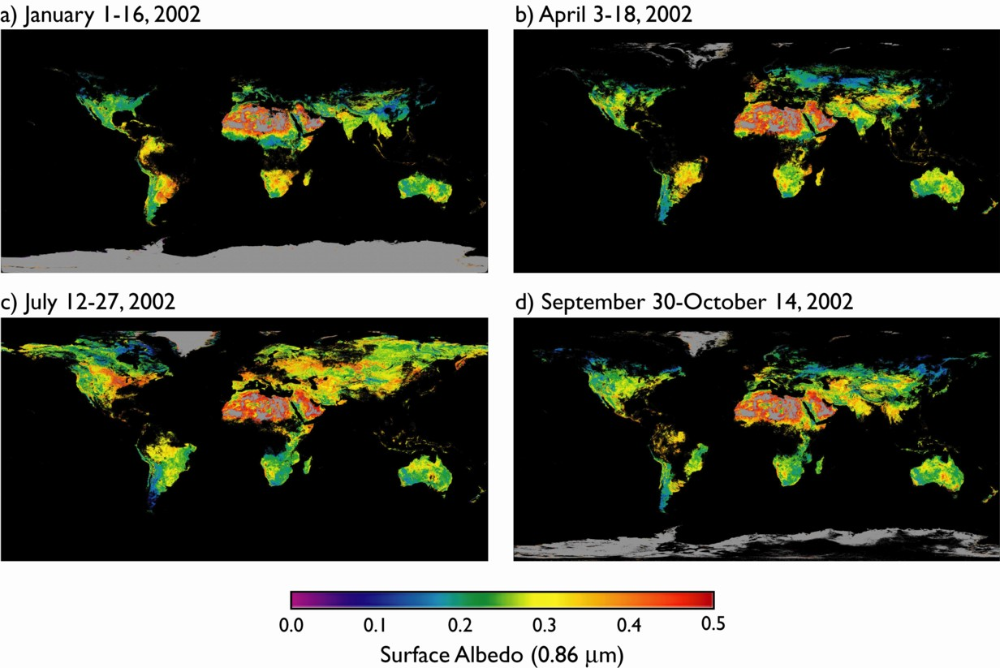 a) January 1-16, 2002
b) April 3-18, 2002
c) July 12-27, 2002
d) September 30-October 14, 2002
0.0 0.1 0.2 0.3 0.4 0.5
Surface Albedo (0.86 μm)